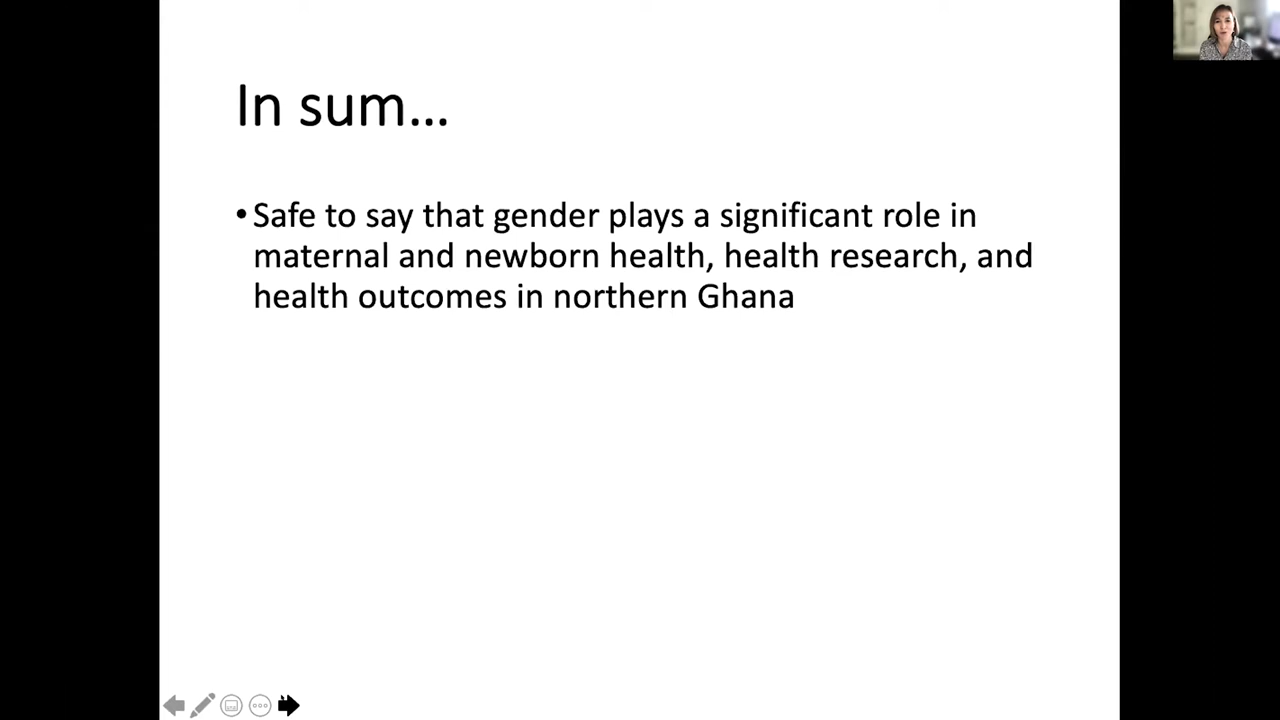 In sum...
• Safe to say that gender plays a significant role in
maternal and newborn health, health research, and
health outcomes in northern Ghana